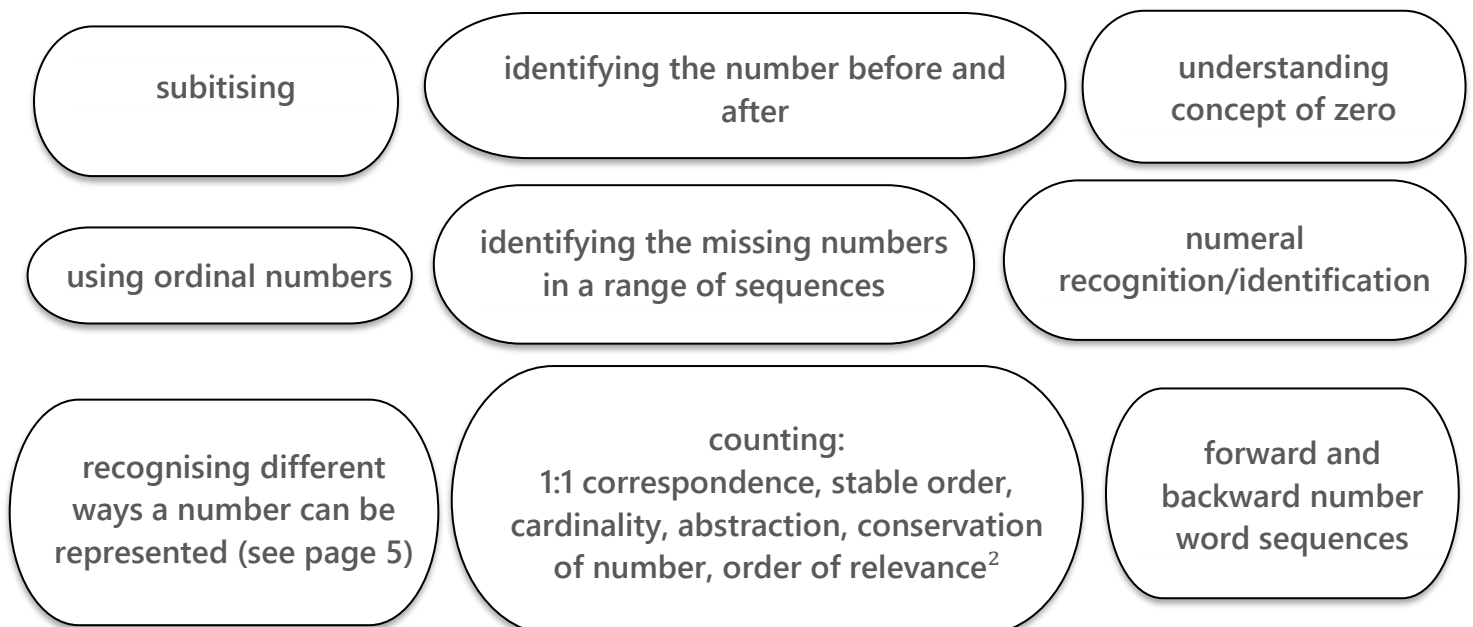 subitising
identifying the number before and
after
understanding
concept of zero
using ordinal numbers
identifying the missing numbers
in a range of sequences
numeral
recognition/identification
recognising different
ways a number can be
represented (see page 5)
counting:
1:1 correspondence, stable order,
cardinality, abstraction, conservation
of number, order of relevance²
forward and
backward number
word sequences